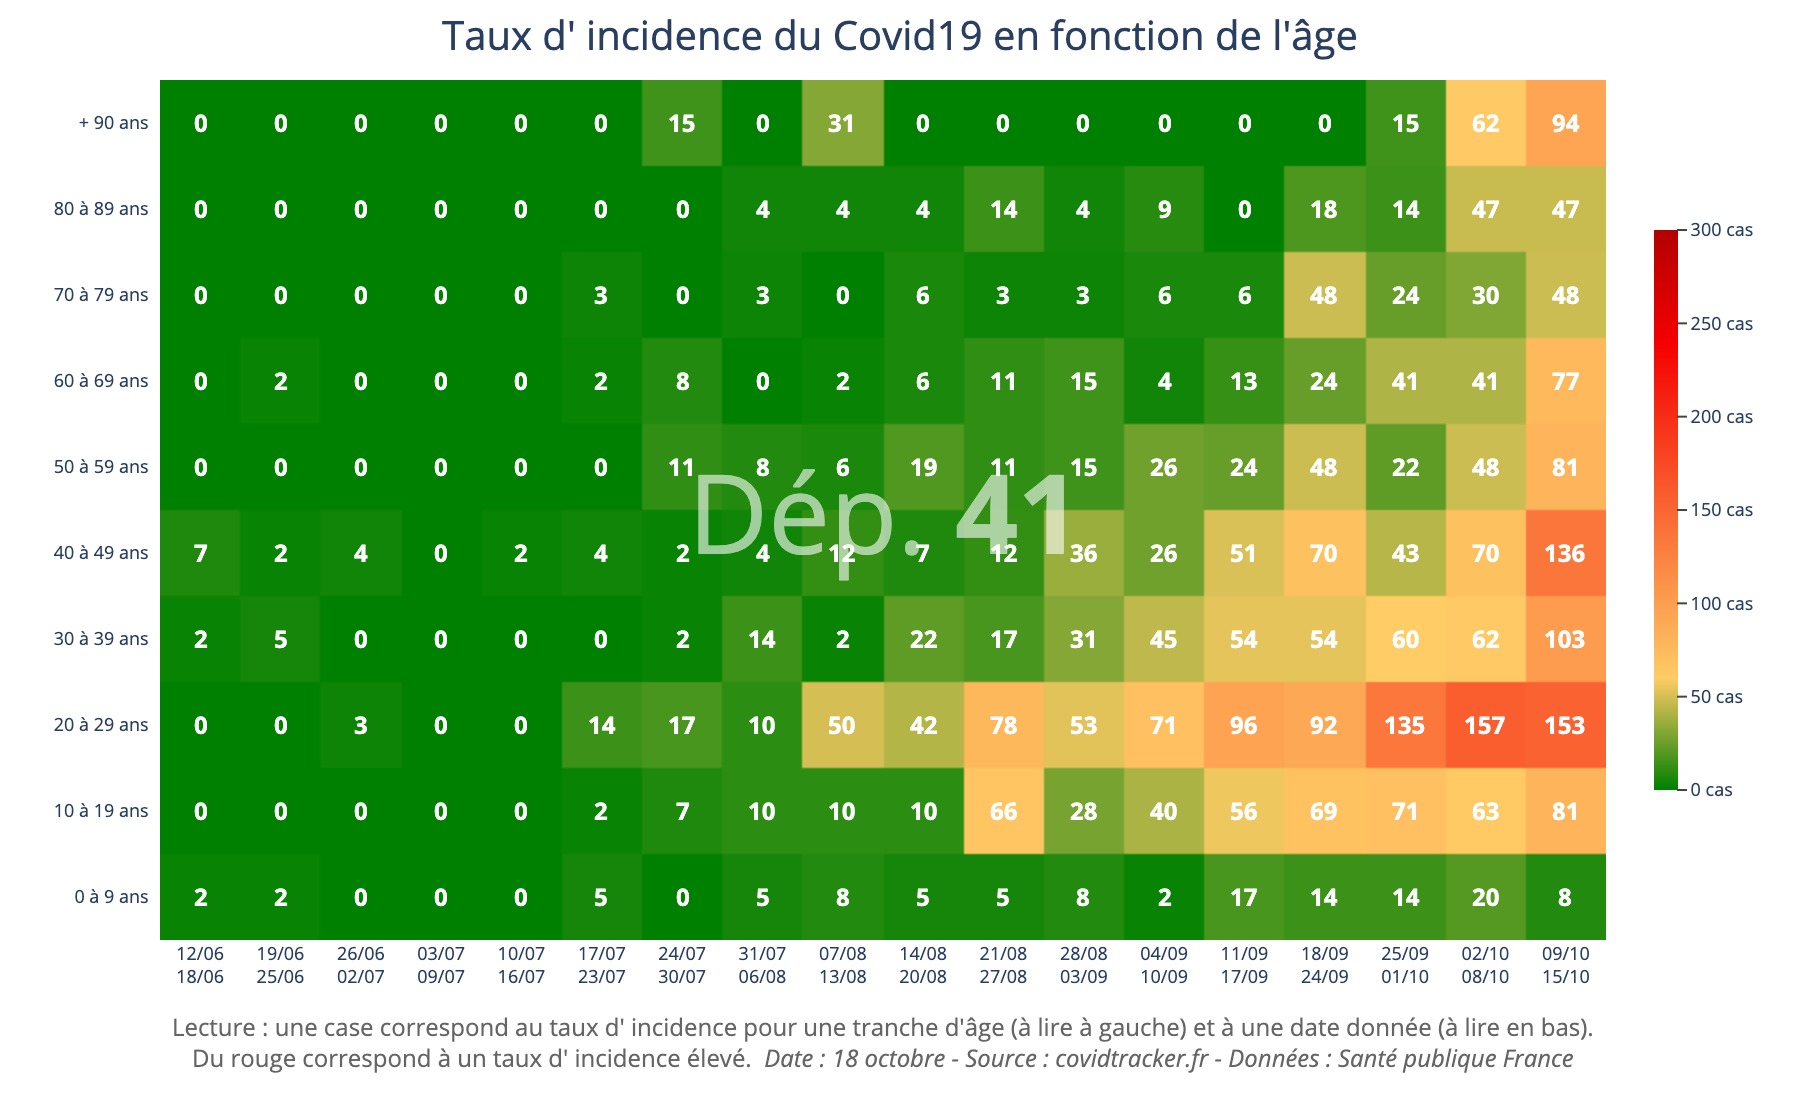 Taux d' incidence du Covid19 en fonction de l'âge
+ 90 ans 0 0 0 0 0 0 15 0 31 0 0 0 0 0 0 15 62 94
80 à 89 ans 0 0 0 0 0 0 0 4 4 4 14 4 9 0 18 14 47 47
70 à 79 ans 0 0 0 0 0 3 0 3 0 6 3 3 6 6 48 24 30 48
60 à 69 ans 0 2 0 0 0 2 8 0 2 6 11 15 4 13 24 41 41 77
50 à 59 ans 0 0 0 0 0 0 11 8 6 19 11 15 26 24 48 22 48 81
Dép. 41
40 à 49 ans 7 2 4 0 2 4 2 4 12 7 12 36 26 51 70 43 70 136
30 à 39 ans 2 5 0 0 0 0 2 14 2 22 17 31 45 54 54 60 62 103
20 à 29 ans 0 0 3 0 0 14 17 10 50 42 78 53 71 96 92 135 157 153
10 à 19 ans 0 0 0 0 0 2 7 10 10 10 66 28 40 56 69 71 63 81
0 à 9 ans 2 2 0 0 0 5 0 5 8 5 5 8 2 17 14 14 20 8
12/06 19/06 26/06 03/07 10/07 17/07 24/07 31/07 07/08 14/08 21/08 28/08 04/09 11/09 18/09 25/09 02/10 09/10
18/06 25/06 02/07 09/07 16/07 23/07 30/07 06/08 13/08 20/08 27/08 03/09 10/09 17/09 24/09 01/10 08/10 15/10
300 cas
250 cas
200 cas
150 cas
100 cas
50 cas
0 cas
Lecture : une case correspond au taux d' incidence pour une tranche d'âge (à lire à gauche) et à une date donnée (à lire en bas).
Du rouge correspond à un taux d' incidence élevé. Date : 18 octobre - Source : covidtracker.fr - Données : Santé publique France